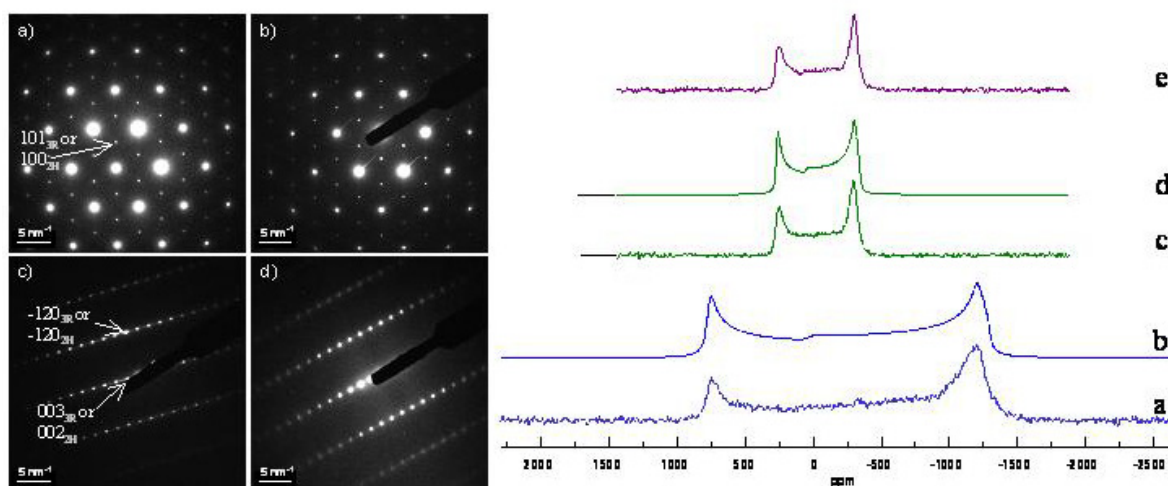 a)
101 3R or
100 2H
5 nm-1
b)
5 nm-1
c)
-120 3R or
-120 2H
003 3R or
002 2H
5 nm-1
d)
5 nm-1
e
d
c
b
a
2000 1500 1000 500 0 -500 -1000 -1500 -2000 -2500
ppm